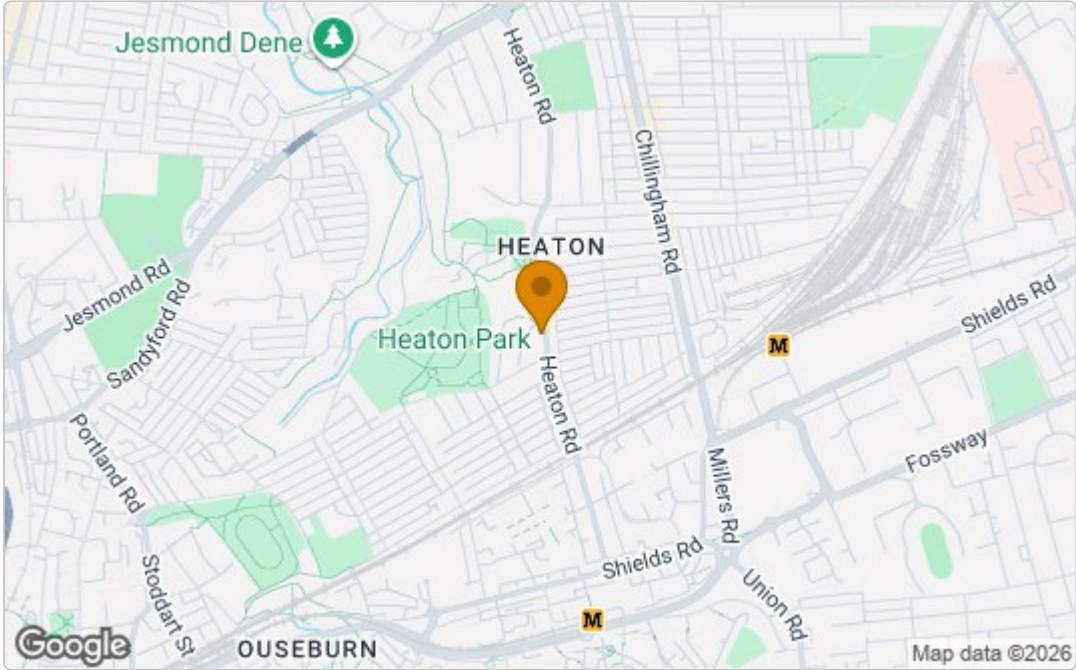 Jesmond Dene
Heaton Rd
Chillingham Rd
HEATON
Jesmond Rd
Sandyford Rd
Heaton Park
M
Shields Rd
Heaton Rd
Portland Rd
Fossway
Millers Rd
Shields Rd
Stoddart St
Union Rd
M
OUSEBURN
Google
Map data ©2026